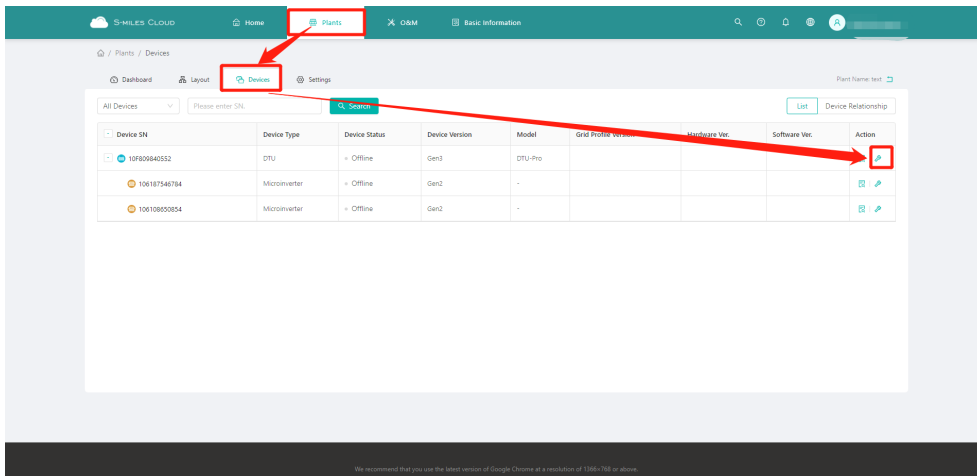 S-MILES CLOUD Home Plants O&M Basic Information
/ Plants / Devices
Dashboard Layout Devices Settings Plant Name: text
All Devices Please enter SN. Search List Device Relationship
Device SN Device Type Device Status Device Version Model Grid Profile Version Hardware Ver. Software Ver. Action
10F809840552 DTU Offline Gen3 DTU-Pro
106187546784 Microinverter Offline Gen2 -
106108650854 Microinverter Offline Gen2 -
We recommend that you use the latest version of Google Chrome at a resolution of 1366×768 or above.